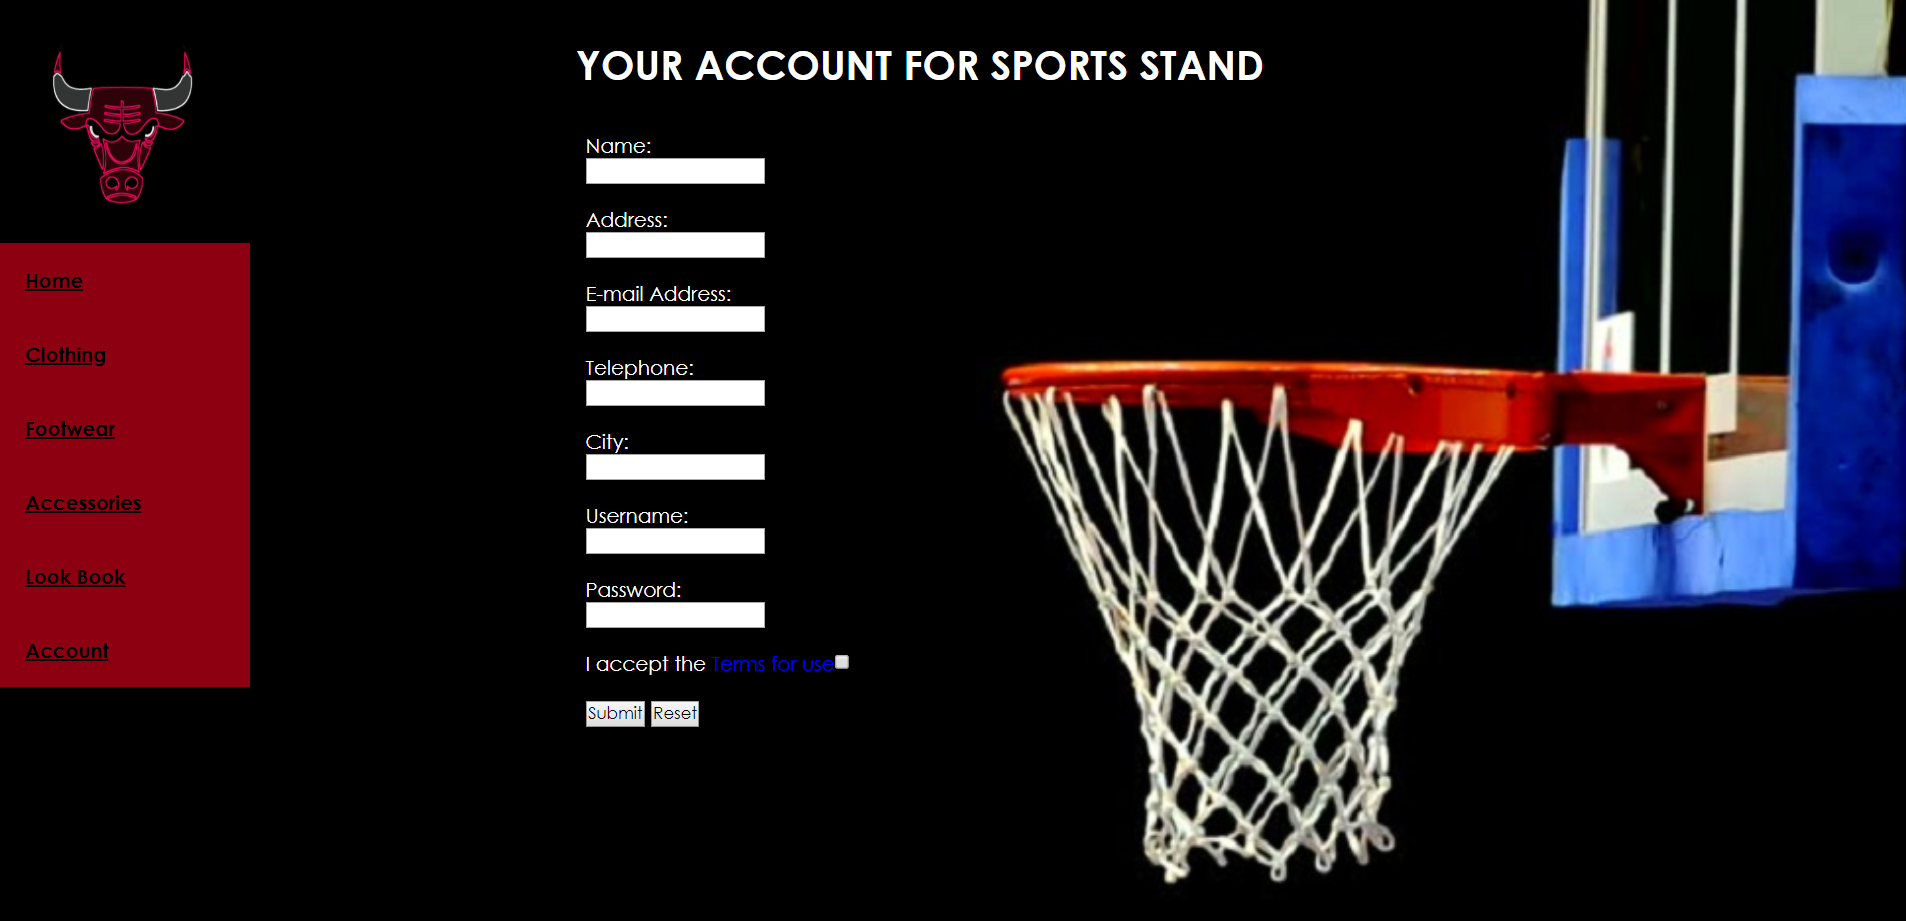 YOUR ACCOUNT FOR SPORTS STAND
Home
Clothing
Footwear
Accessories
Look Book
Account
Name:
Address:
E-mail Address:
Telephone:
City:
Username:
Password:
I accept the Terms for use
Submit Reset